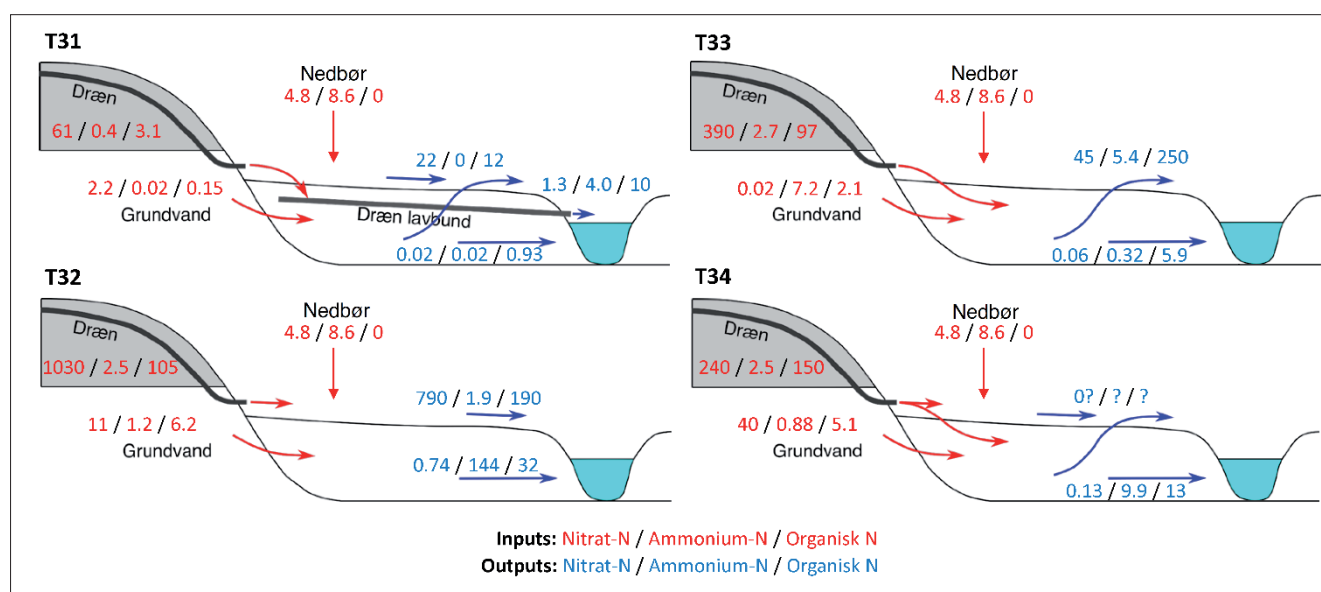 T31
Nedbør
4.8 / 8.6 / 0
Dræn
61 / 0.4 / 3.1
22 / 0 / 12
2.2 / 0.02 / 0.15
Grundvand
1.3 / 4.0 / 10
Dræn lavbund
0.02 / 0.02 / 0.93
T33
Nedbør
4.8 / 8.6 / 0
Dræn
390 / 2.7 / 97
45 / 5.4 / 250
0.02 / 7.2 / 2.1
Grundvand
0.06 / 0.32 / 5.9
T32
Nedbør
4.8 / 8.6 / 0
Dræn
1030 / 2.5 / 105
790 / 1.9 / 190
11 / 1.2 / 6.2
Grundvand
0.74 / 144 / 32
T34
Nedbør
4.8 / 8.6 / 0
Dræn
240 / 2.5 / 150
0? / ? / ?
40 / 0.88 / 5.1
Grundvand
0.13 / 9.9 / 13
Inputs: Nitrat-N / Ammonium-N / Organisk N
Outputs: Nitrat-N / Ammonium-N / Organisk N